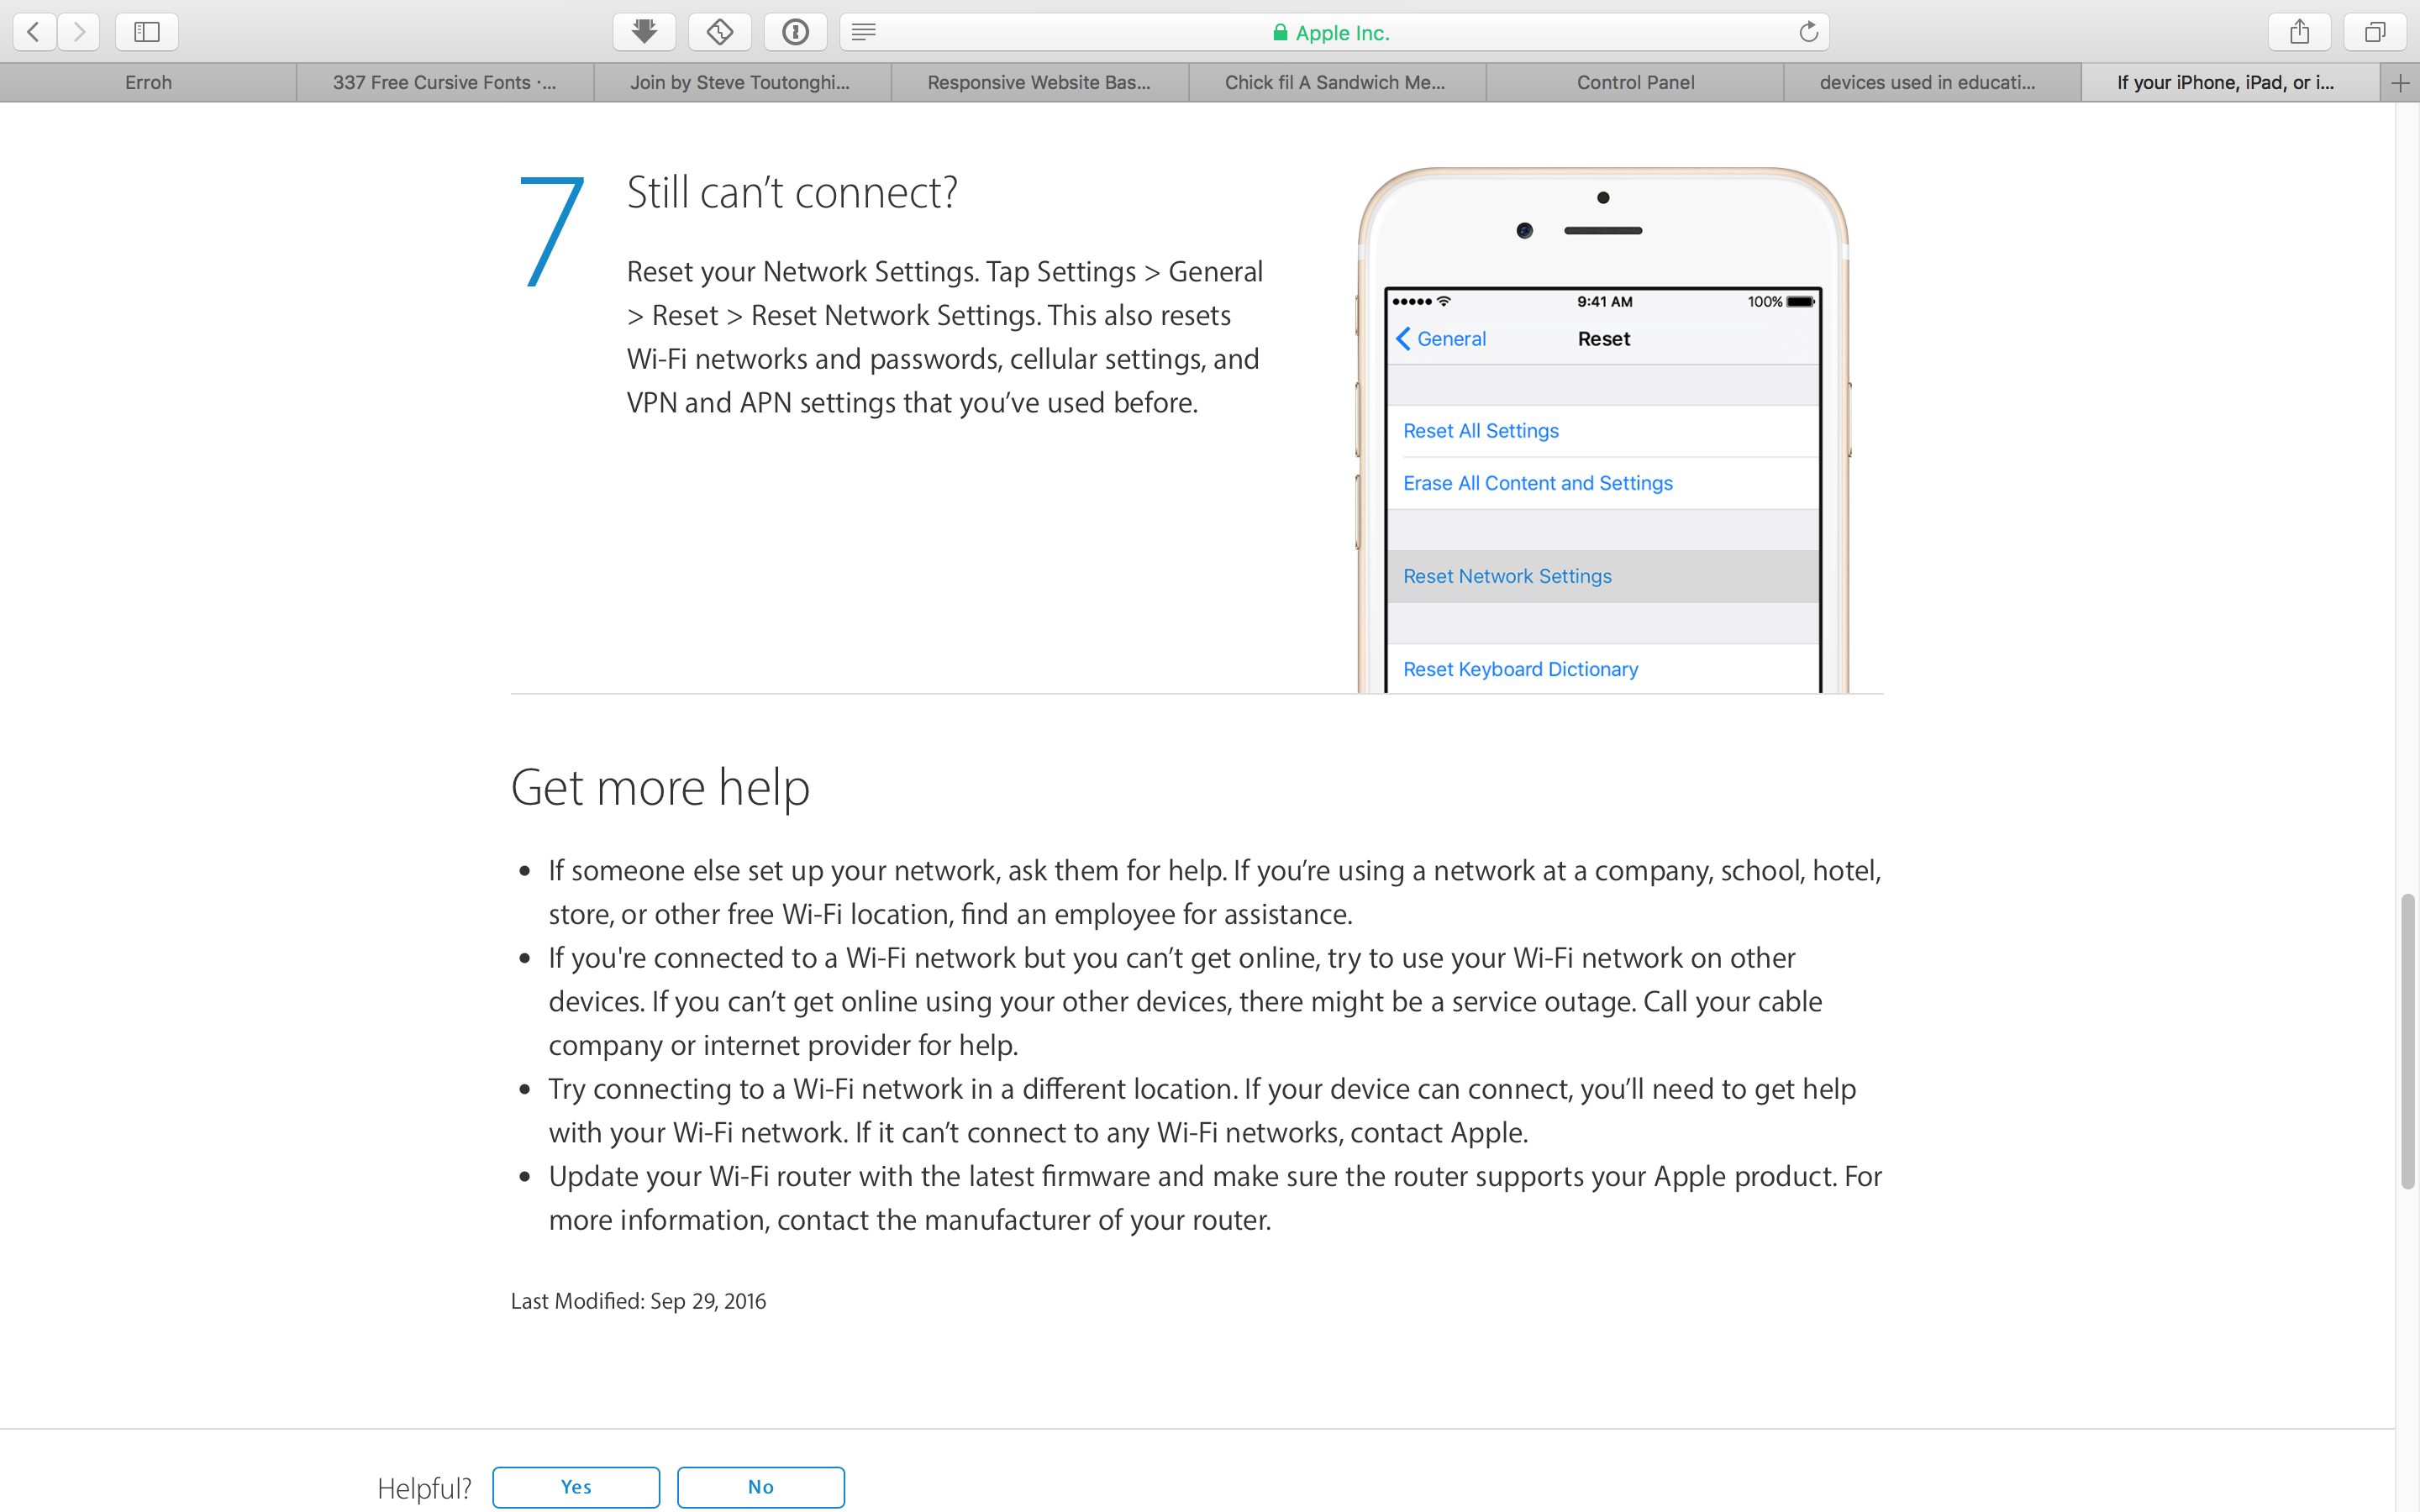 Apple Inc.
Erroh
337 Free Cursive Fonts ·...
Join by Steve Toutonghi...
Responsive Website Bas...
Chick fil A Sandwich Me...
Control Panel
devices used in educati...
If your iPhone, iPad, or i...
7
Still can’t connect?
Reset your Network Settings. Tap Settings > General
> Reset > Reset Network Settings. This also resets
Wi-Fi networks and passwords, cellular settings, and
VPN and APN settings that you’ve used before.
9:41 AM
100%
General
Reset
Reset All Settings
Erase All Content and Settings
Reset Network Settings
Reset Keyboard Dictionary
Get more help
• If someone else set up your network, ask them for help. If you’re using a network at a company, school, hotel,
store, or other free Wi-Fi location, find an employee for assistance.
• If you're connected to a Wi-Fi network but you can’t get online, try to use your Wi-Fi network on other
devices. If you can’t get online using your other devices, there might be a service outage. Call your cable
company or internet provider for help.
• Try connecting to a Wi-Fi network in a different location. If your device can connect, you’ll need to get help
with your Wi-Fi network. If it can’t connect to any Wi-Fi networks, contact Apple.
• Update your Wi-Fi router with the latest firmware and make sure the router supports your Apple product. For
more information, contact the manufacturer of your router.
Last Modified: Sep 29, 2016
Helpful?
Yes
No